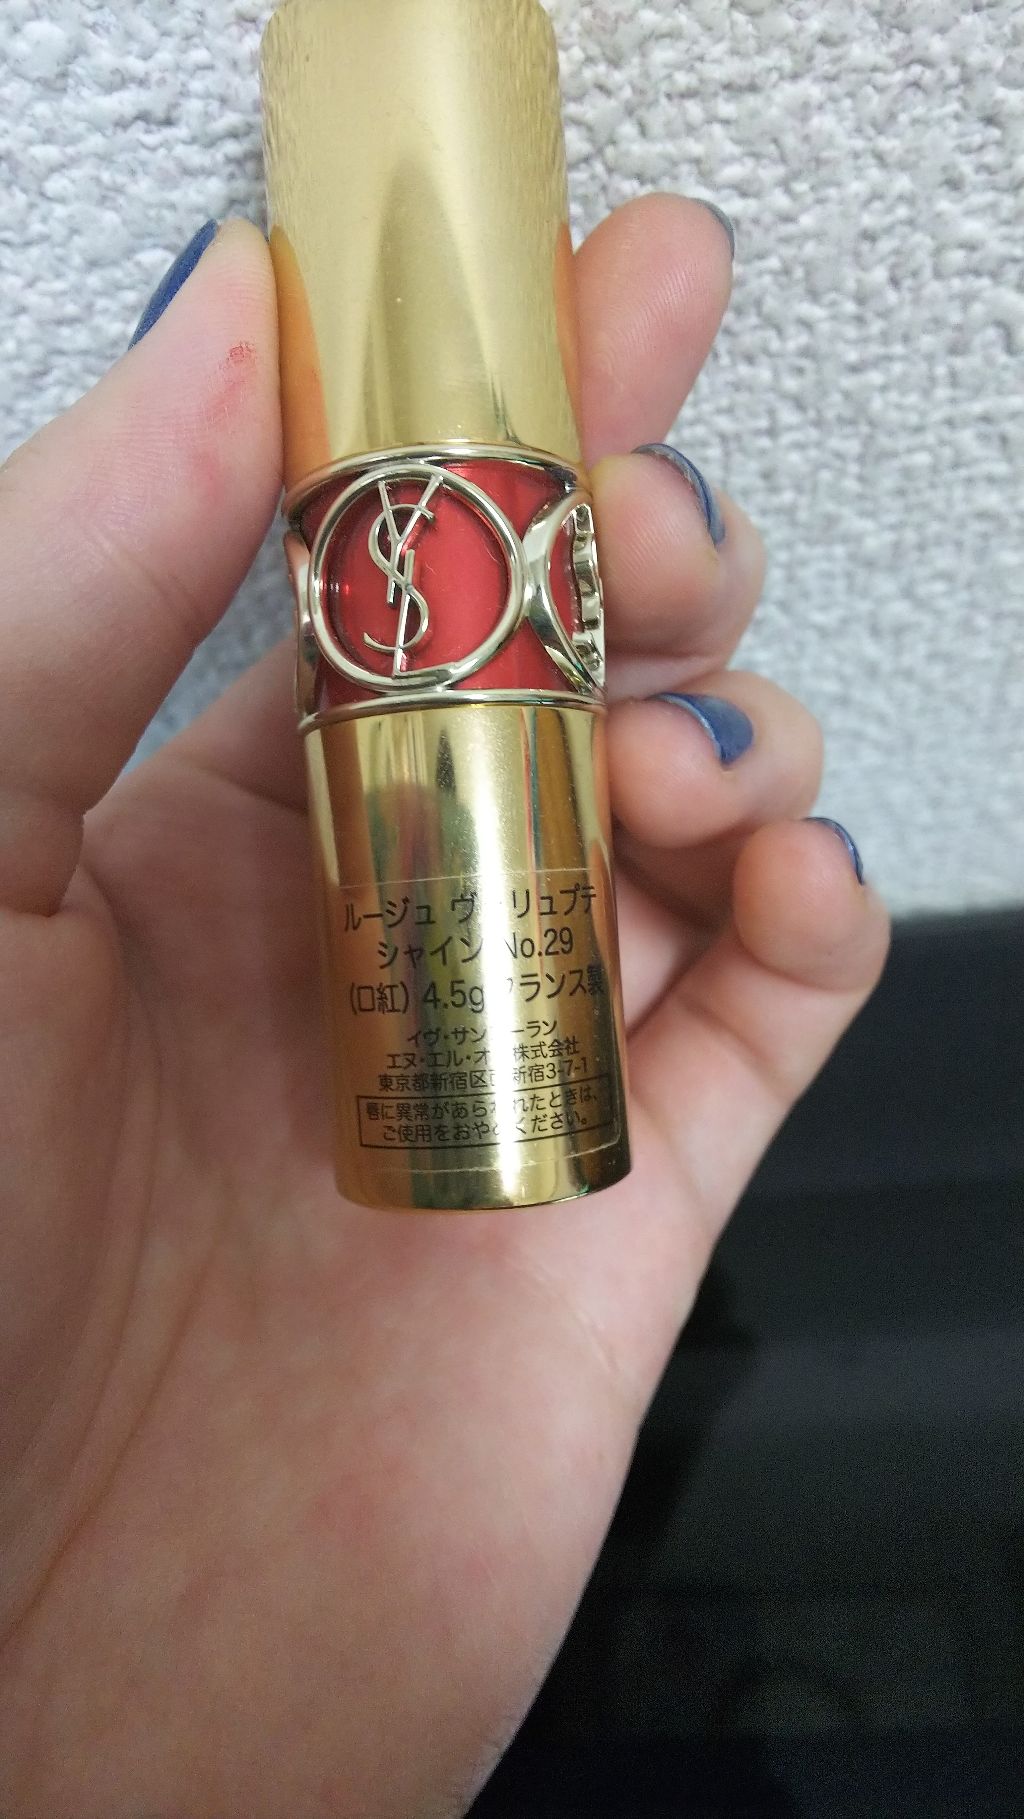 YSL
ルージュ ヴ リュプテ
シャイン No.29
(口紅) 4.5g ランス製
イヴ・サン ーラン
エヌ・エル・オ 株式会社
東京都新宿区 新宿3-7-1
唇に異常があら れたときは、
ご使用をおや ください。